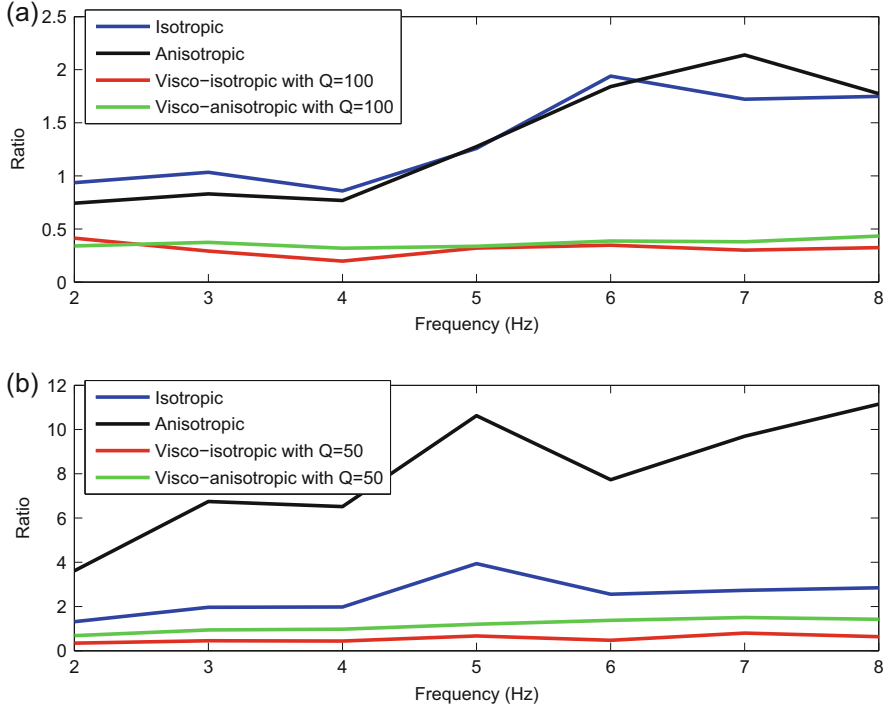 (a)
2.5
2
1.5
1
0.5
0
Ratio
Isotropic
Anisotropic
Visco−isotropic with Q=100
Visco−anisotropic with Q=100
2 3 4 5 6 7 8
Frequency (Hz)
(b)
12
10
8
6
4
2
0
Ratio
Isotropic
Anisotropic
Visco−isotropic with Q=50
Visco−anisotropic with Q=50
2 3 4 5 6 7 8
Frequency (Hz)